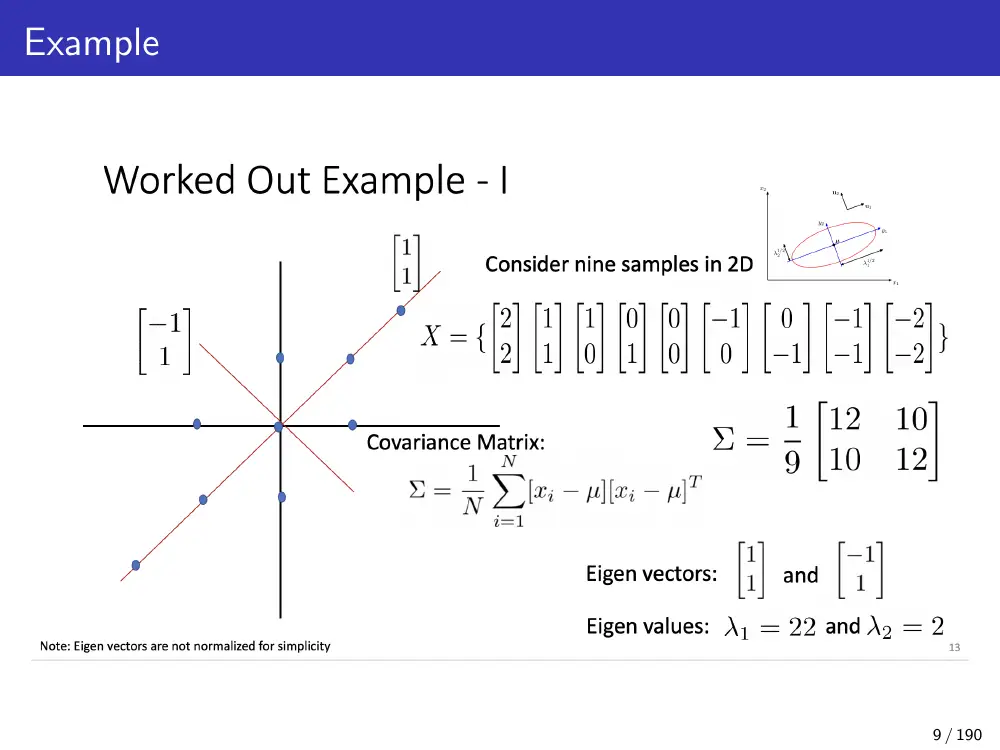 Example
Worked Out Example - I
Consider nine samples in 2D
X = { [2 2] [1 1] [1 0] [0 1] [0 0] [−1 0] [0 −1] [−1 −1] [−2 −2] }
[1 1]
[−1 1]
Covariance Matrix:
Σ = 1/N ∑_{i=1}^{N} [x_i − μ][x_i − μ]^T
Σ = 1/9 [12 10 10 12]
Eigen vectors: [1 1] and [−1 1]
Eigen values: λ₁ = 22 and λ₂ = 2
Note: Eigen vectors are not normalized for simplicity
13
9 / 190